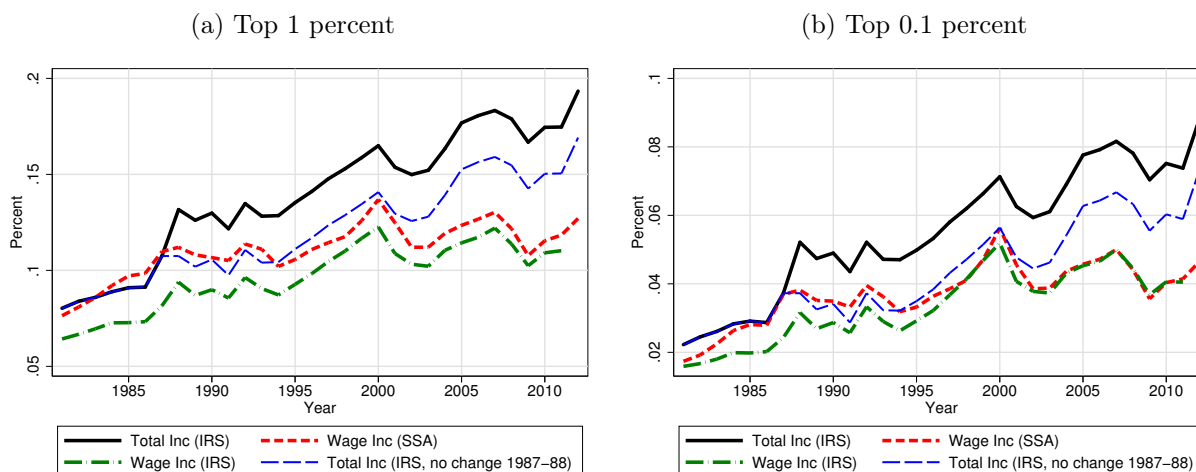 (a) Top 1 percent
.2
.15
.1
.05
Percent
1985 1990 1995 2000 2005 2010
Year
Total Inc (IRS) Wage Inc (SSA)
Wage Inc (IRS) Total Inc (IRS, no change 1987−88)
(b) Top 0.1 percent
.1
.08
.06
.04
.02
Percent
1985 1990 1995 2000 2005 2010
Year
Total Inc (IRS) Wage Inc (SSA)
Wage Inc (IRS) Total Inc (IRS, no change 1987−88)